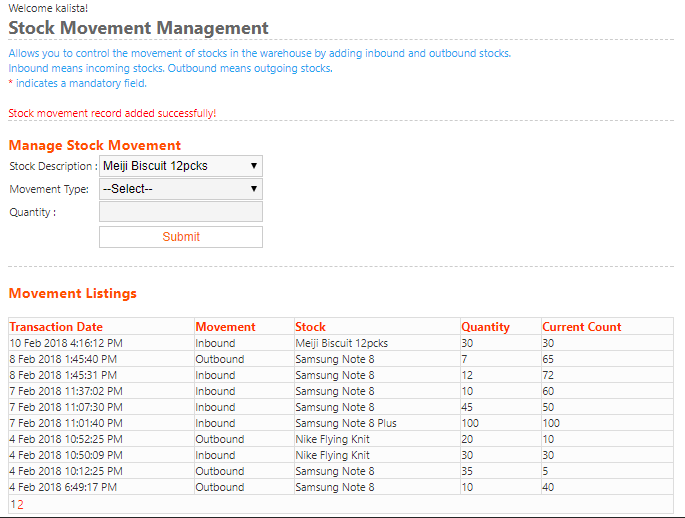 Welcome kalista!
Stock Movement Management
Allows you to control the movement of stocks in the warehouse by adding inbound and outbound stocks.
Inbound means incoming stocks. Outbound means outgoing stocks.
* indicates a mandatory field.
Stock movement record added successfully!
Manage Stock Movement
Stock Description : Meiji Biscuit 12pcks
Movement Type: --Select--
Quantity :
Submit
Movement Listings
Transaction Date Movement Stock Quantity Current Count
10 Feb 2018 4:16:12 PM Inbound Meiji Biscuit 12pcks 30 30
8 Feb 2018 1:45:40 PM Outbound Samsung Note 8 7 65
8 Feb 2018 1:45:31 PM Inbound Samsung Note 8 12 72
7 Feb 2018 11:37:02 PM Inbound Samsung Note 8 10 60
7 Feb 2018 11:07:30 PM Inbound Samsung Note 8 45 50
7 Feb 2018 11:01:40 PM Inbound Samsung Note 8 Plus 100 100
4 Feb 2018 10:52:25 PM Outbound Nike Flying Knit 20 10
4 Feb 2018 10:50:09 PM Inbound Nike Flying Knit 30 30
4 Feb 2018 10:12:25 PM Outbound Samsung Note 8 35 5
4 Feb 2018 6:49:17 PM Outbound Samsung Note 8 10 40
12